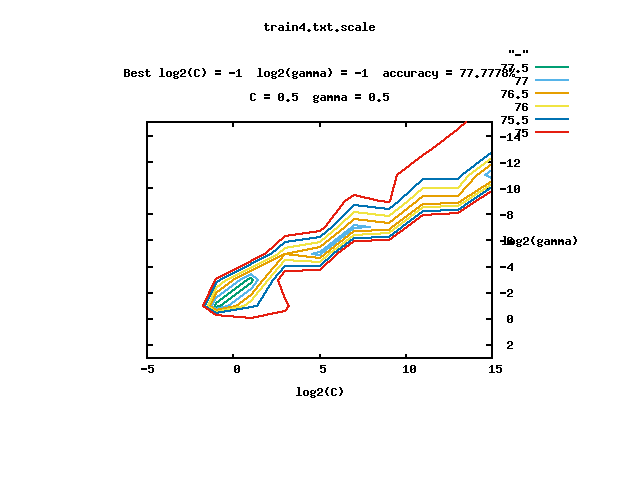 train4.txt.scale
"-"
Best log2(C) = -1 log2(gamma) = -1 accuracy = 77.7778%
C = 0.5 gamma = 0.5
77.5
77
76.5
76
75.5
75
-14
-12
-10
-8
-6
log2(gamma)
-4
-2
0
2
-5 0 5 10 15
log2(C)